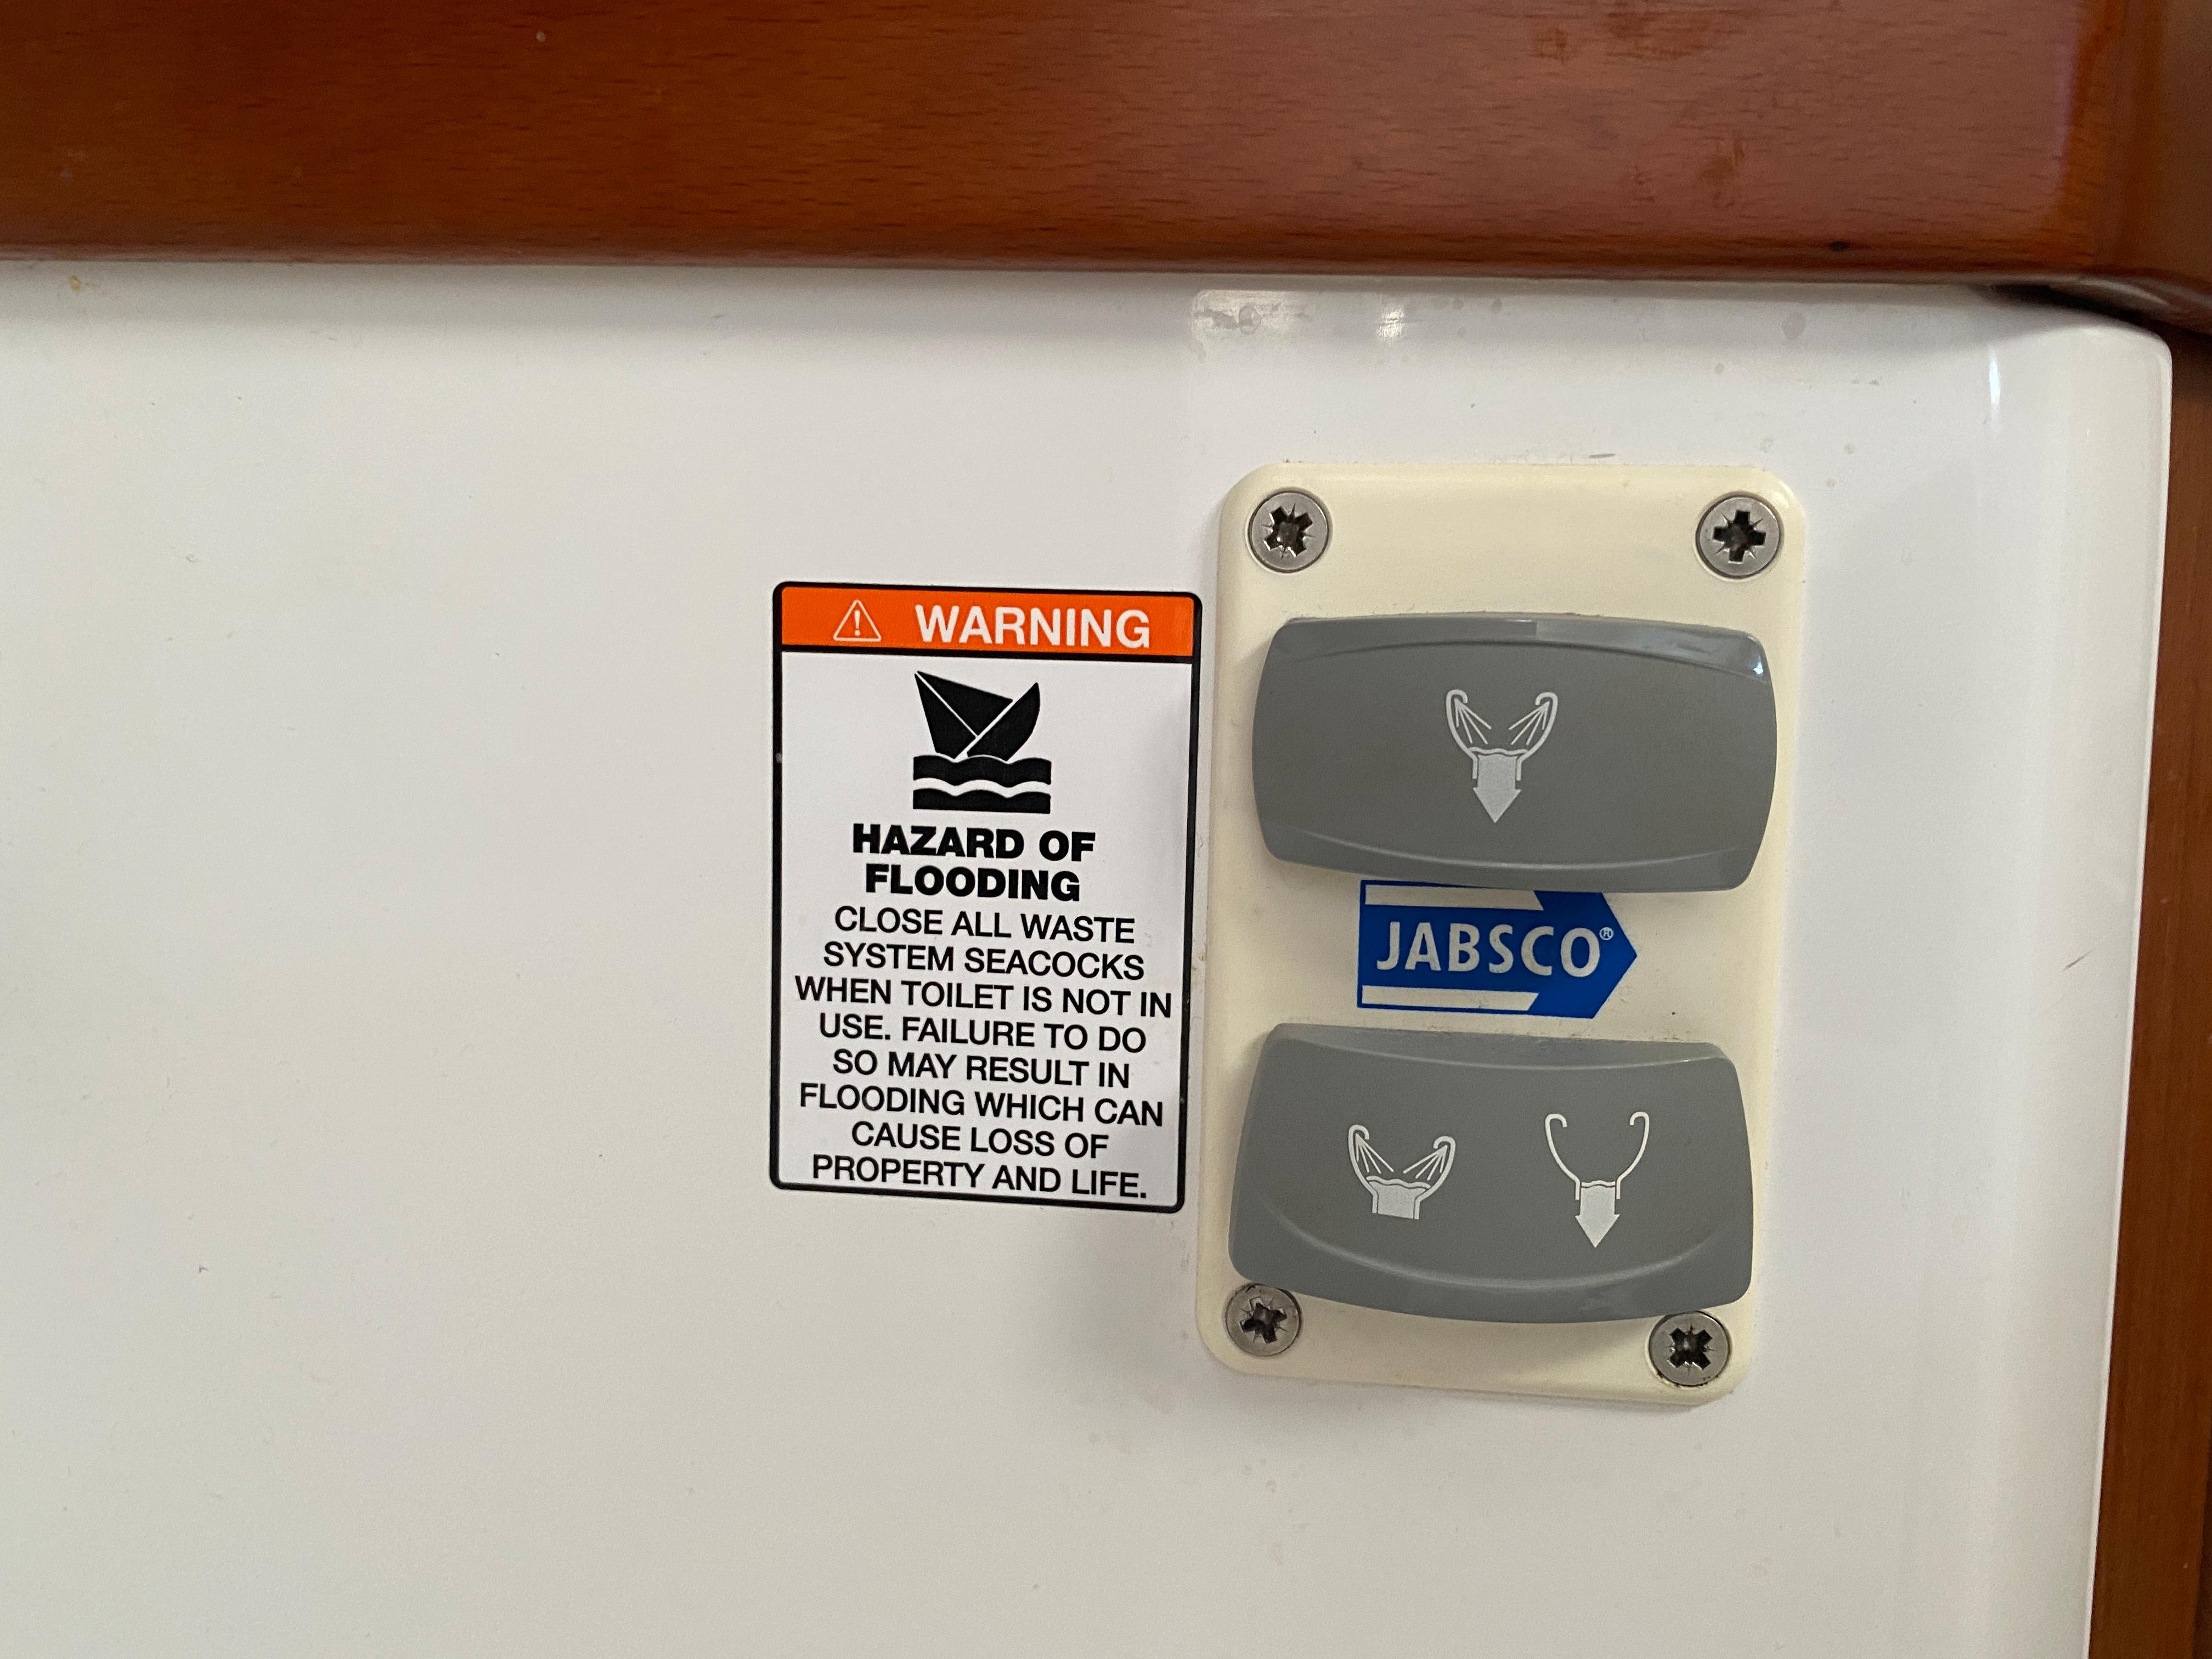 WARNING
HAZARD OF
FLOODING
CLOSE ALL WASTE
SYSTEM SEACOCKS
WHEN TOILET IS NOT IN
USE. FAILURE TO DO
SO MAY RESULT IN
FLOODING WHICH CAN
CAUSE LOSS OF
PROPERTY AND LIFE.
JABSCO®